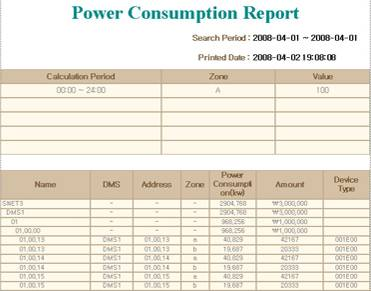 Power Consumption Report
Search Period : 2008-04-01 ~ 2008-04-01
Printed Date : 2008-04-02 19:08:08
Calculation Period Zone Value
00:00 ~ 24:00 A 100
Name DMS Address Zone Power Consumpti on(kw) Amount Device Type
SNET3 - - - 2904,768 ₩3,000,000
DMS1 - - - 2904,768 ₩3,000,000
01 - - - 968,256 ₩1,000,000
01,00,00 - - - 968,256 ₩1,000,000
01,00,13 DMS1 01,00,13 a 40,829 42167 001E00
01,00,13 DMS1 01,00,13 b 19,687 20333 001E00
01,00,14 DMS1 01,00,14 a 40,829 42167 001E00
01,00,14 DMS1 01,00,14 b 19,687 20333 001E00
01,00,15 DMS1 01,00,15 a 40,829 42167 001E00
01,00,15 DMS1 01,00,15 b 19,687 20333 001E00